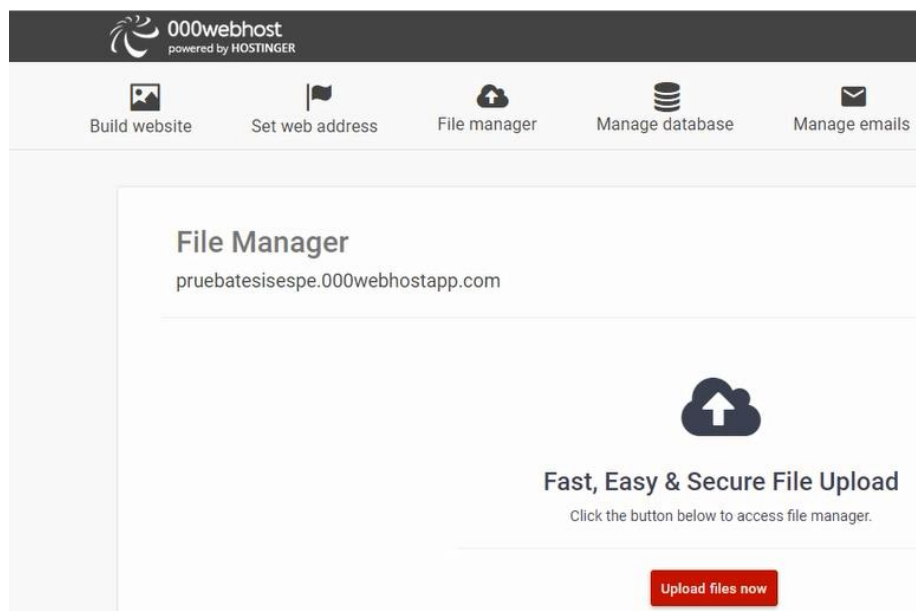 000webhost
powered by HOSTINGER
Build website
Set web address
File manager
Manage database
Manage emails
File Manager
pruebatesisespe.000webhostapp.com
Fast, Easy & Secure File Upload
Click the button below to access file manager.
Upload files now